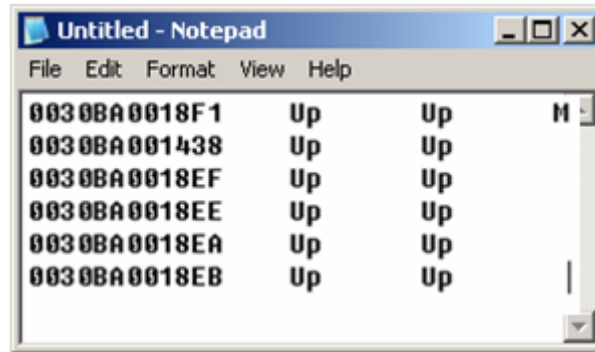 Untitled - Notepad
File Edit Format View Help
0030BA0018F1 Up Up M
0030BA001438 Up Up
0030BA0018EF Up Up
0030BA0018EE Up Up
0030BA0018EA Up Up
0030BA0018EB Up Up